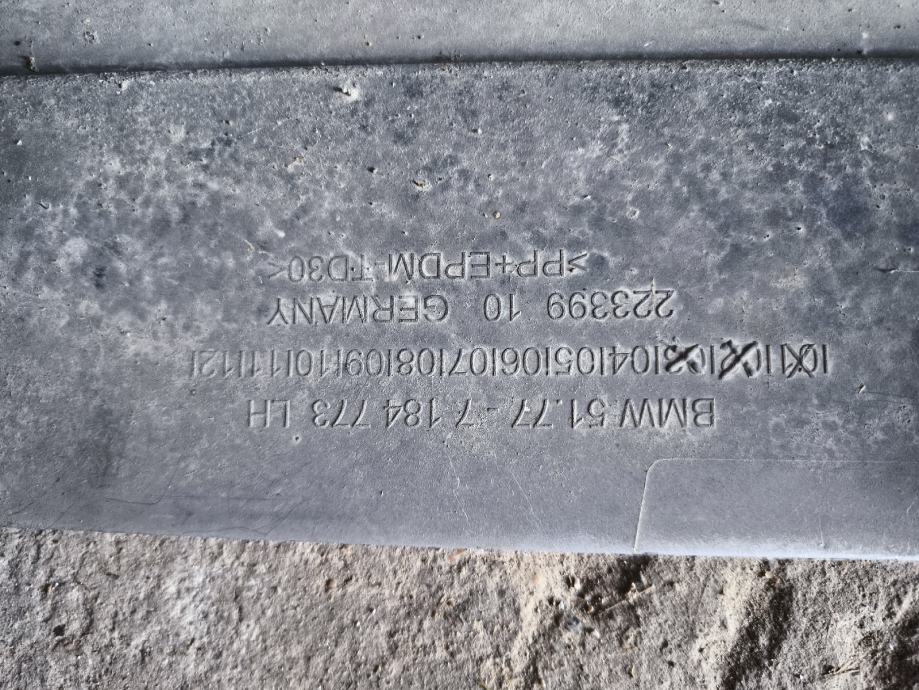 BMW 51.77 - 7 184 773 LH
|01|02|03|04|05|06|07|08|09|10|11|12|
223399 10 GERMANY
>PP+EPDM-TD30<